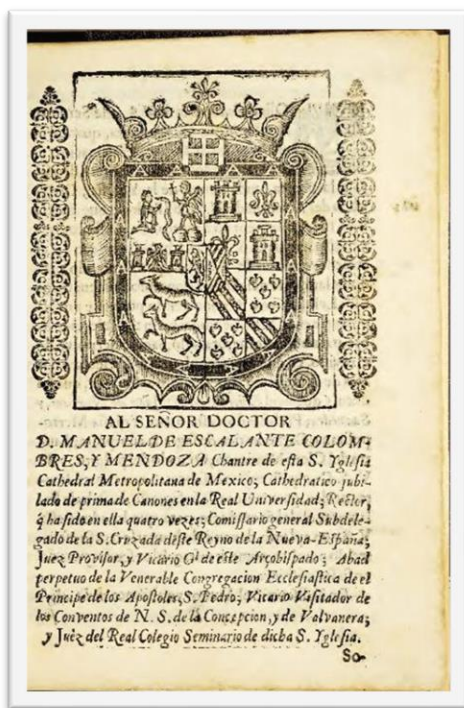 AL SEÑOR DOCTOR
D. MANUEL DE ESCALANTE COLOM-
BRES, Y MENDOZA Chantre de esta S. Yglesia
Cathedral Metropolitana de Mexico; Cathedratico jubi-
lado de prima de Canones en la Real Universidad; Rector,
q̃ ha sido en ella quatro vezes; Comissario general Subdele-
gado de la S. Cruzada deste Reyno de la Nueva-España;
Juez Provisor, y Vicario Gl de este Arçobispado; Abad
perpetuo de la Venerable Congregacion Ecclesiastica de el
Principe de los Apostoles, S. Pedro; Vicario Visitador de
los Conventos de N. S. de la Concepcion, y de Valvanera;
y Juèz del Real Colegio Seminario de dicha S. Yglesia.
So-